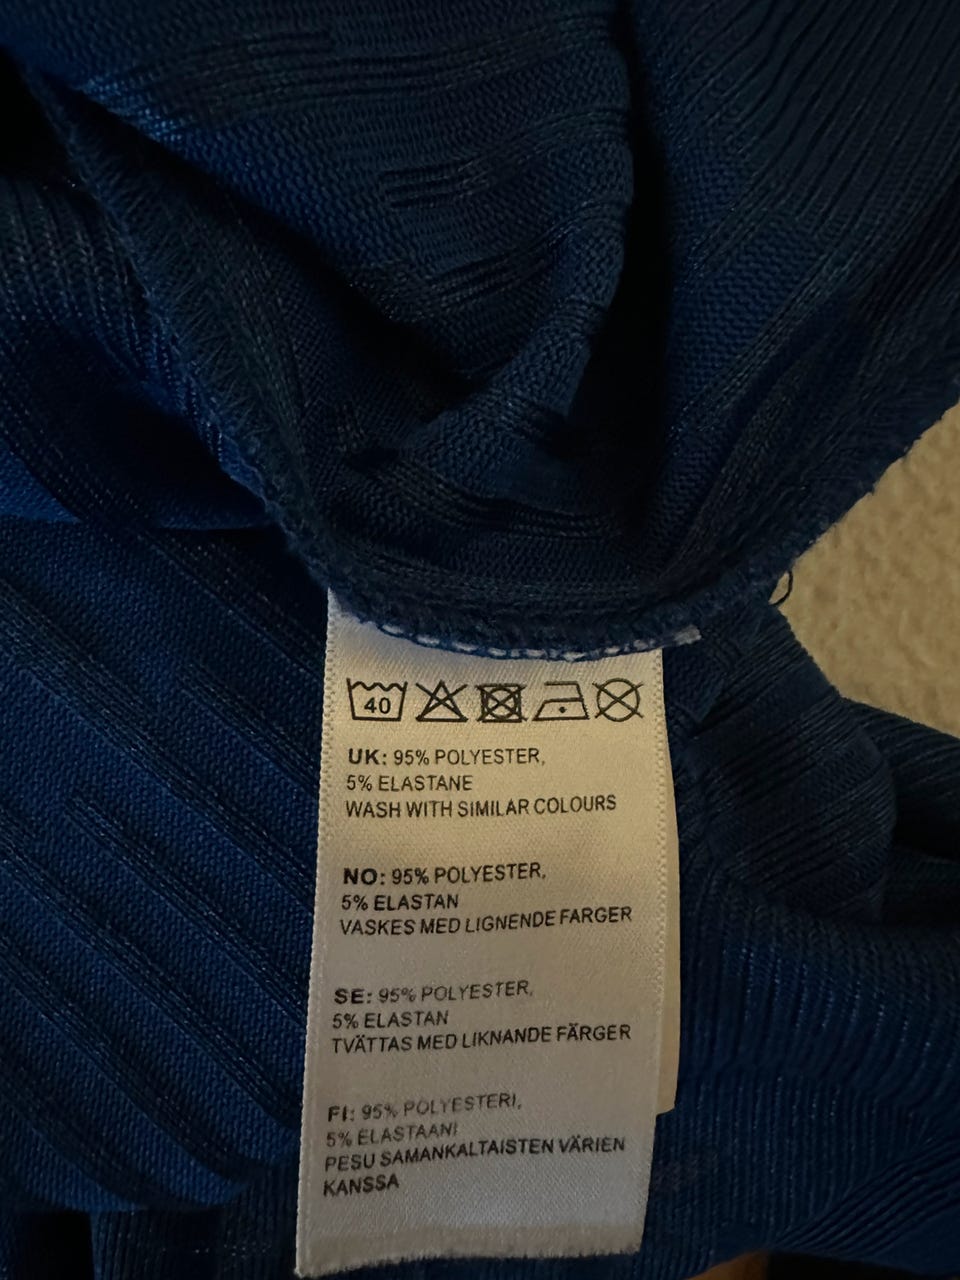 40
UK: 95% POLYESTER,
5% ELASTANE
WASH WITH SIMILAR COLOURS
NO: 95% POLYESTER,
5% ELASTAN
VASKES MED LIGNENDE FARGER
SE: 95% POLYESTER,
5% ELASTAN
TVÄTTAS MED LIKNANDE FÄRGER
FI: 95% POLYESTERI,
5% ELASTAANI
PESU SAMANKALTAISTEN VÄRIEN
KANSSA